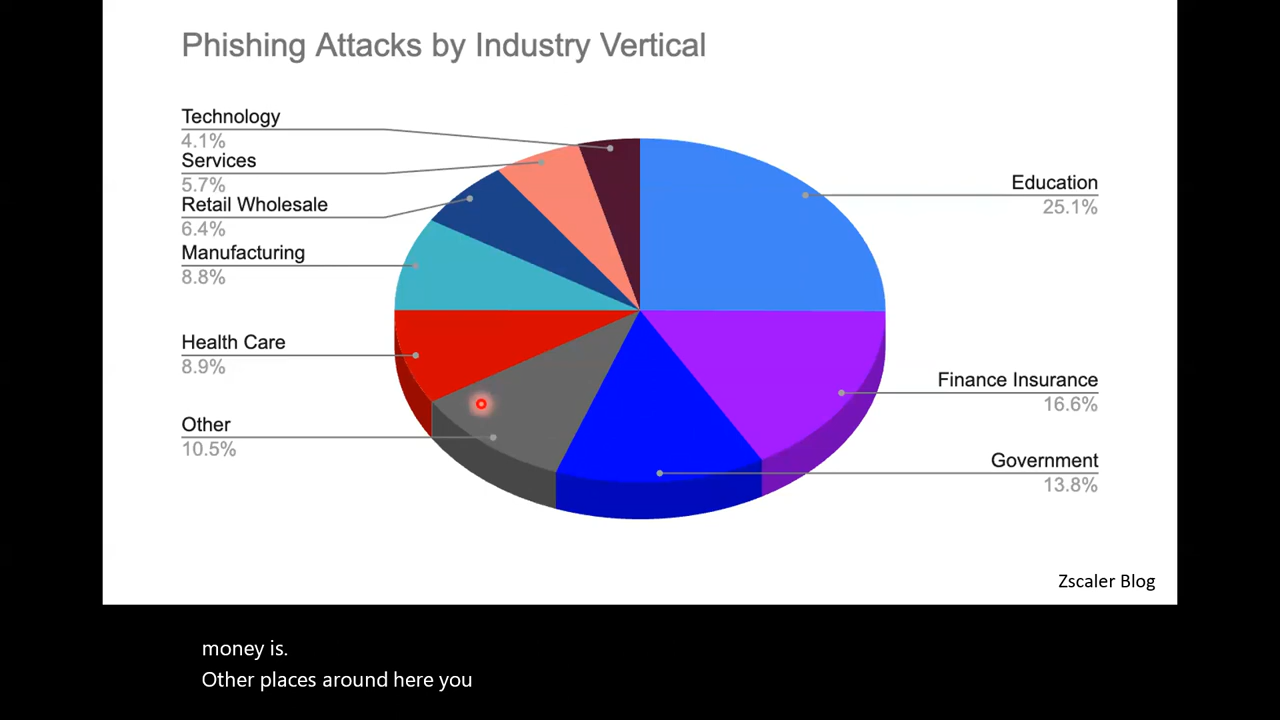 Phishing Attacks by Industry Vertical
Technology
4.1%
Services
5.7%
Retail Wholesale
6.4%
Manufacturing
8.8%
Health Care
8.9%
Other
10.5%
Education
25.1%
Finance Insurance
16.6%
Government
13.8%
Zscaler Blog
money is.
Other places around here you